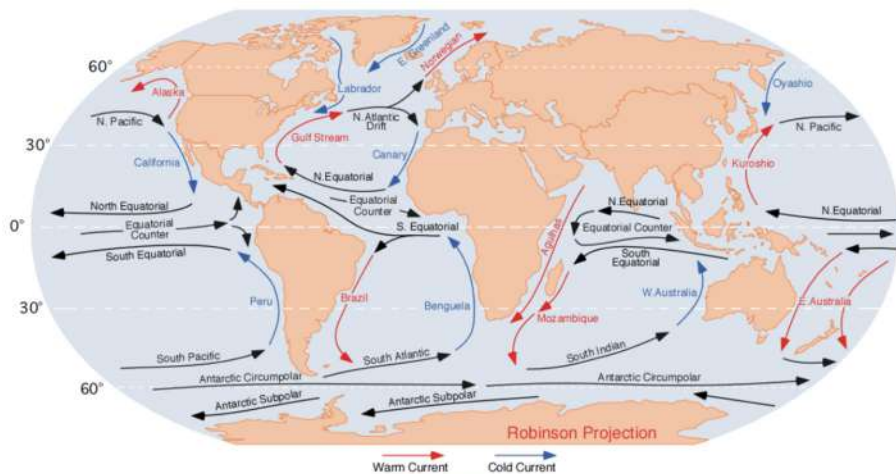 E. Greenland
Norwegian
60°
Alaska
Labrador
Oyashio
N. Pacific
N. Atlantic
Drift
N. Pacific
Gulf Stream
30°
California
Canary
Kuroshio
N.Equatorial
North Equatorial
Equatorial
Counter
N.Equatorial
N.Equatorial
0°
Equatorial
Counter
S. Equatorial
Equatorial Counter
South Equatorial
South
Equatorial
Agulhas
Peru
Brazil
Benguela
W.Australia
E.Australia
30°
Mozambique
South Pacific
South Atlantic
South Indian
Antarctic Circumpolar
Antarctic Circumpolar
60°
Antarctic Subpolar
Antarctic Subpolar
Robinson Projection
Warm Current
Cold Current